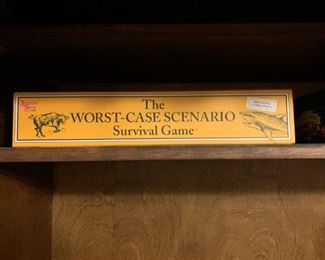 The
WORST-CASE SCENARIO
Survival Game